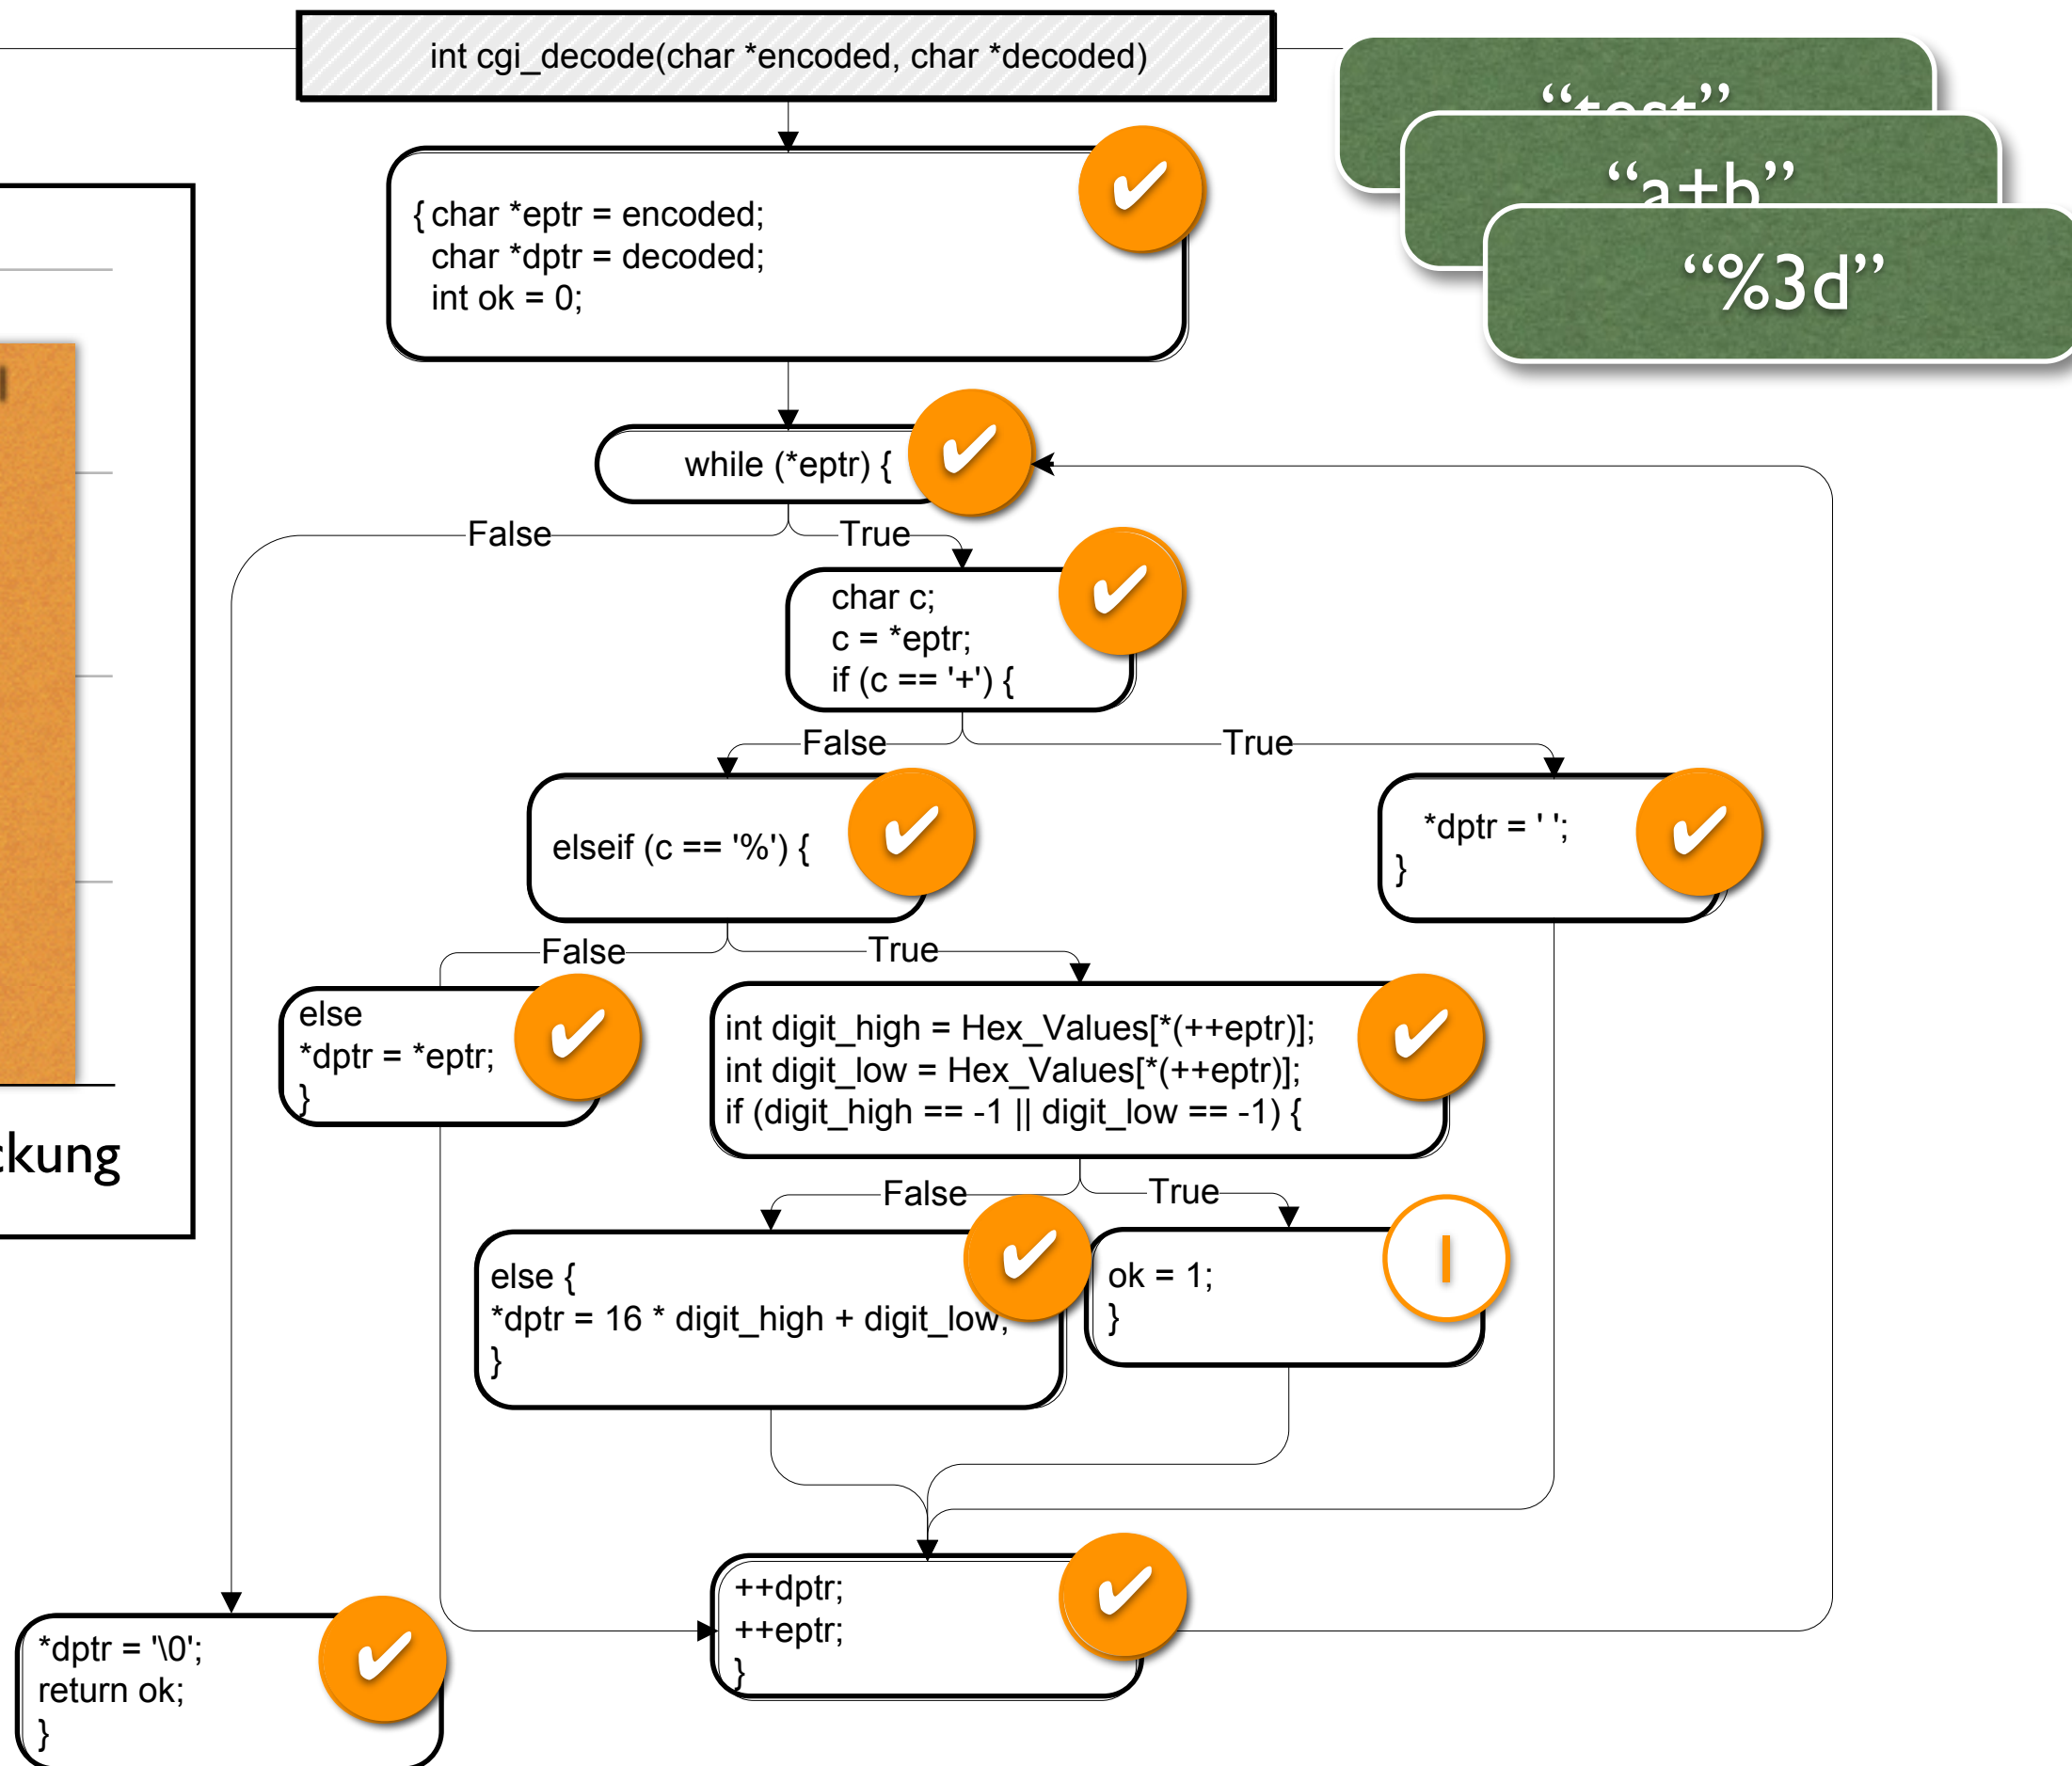 int cgi_decode(char *encoded, char *decoded)
“test”
“a+b”
“%3d”
{ char *eptr = encoded;
char *dptr = decoded;
int ok = 0;
while (*eptr) {
False
True
char c;
c = *eptr;
if (c == '+') {
False
True
elseif (c == '%') {
*dptr = ' ';
}
False
True
else
*dptr = *eptr;
}
int digit_high = Hex_Values[*(++eptr)];
int digit_low = Hex_Values[*(++eptr)];
if (digit_high == -1 || digit_low == -1) {
ckung
False
True
else {
*dptr = 16 * digit_high + digit_low;
}
ok = 1;
}
++dptr;
++eptr;
}
*dptr = '\0';
return ok;
}